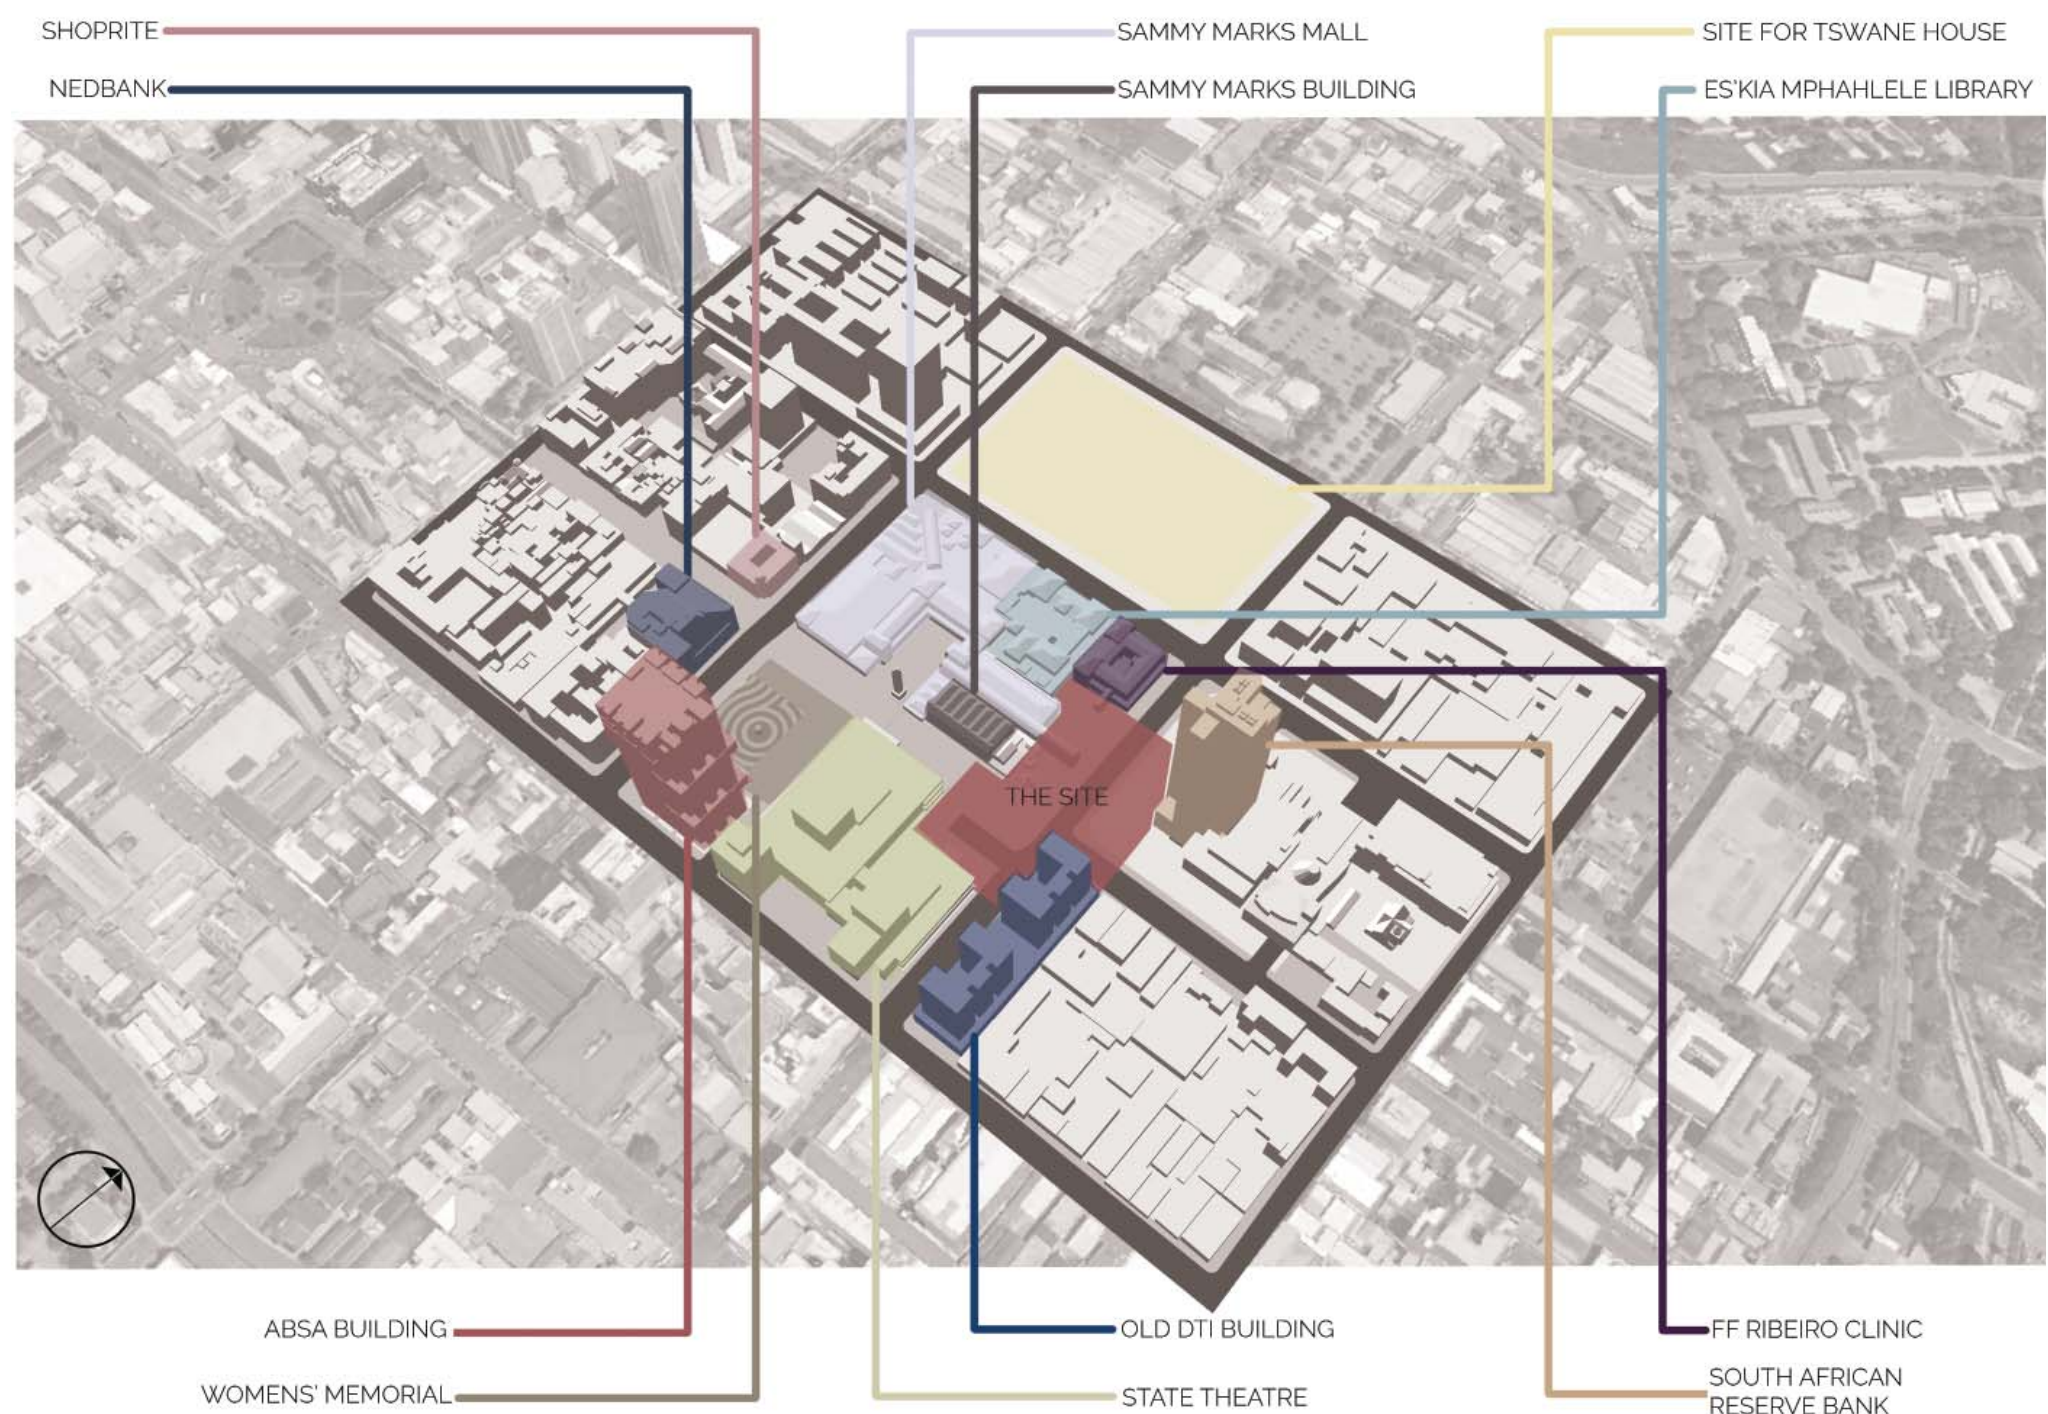 SHOPRITE
SAMMY MARKS MALL
SITE FOR TSWANE HOUSE
NEDBANK
SAMMY MARKS BUILDING
ES'KIA MPHAHLELE LIBRARY
THE SITE
ABSA BUILDING
OLD DTI BUILDING
FF RIBEIRO CLINIC
WOMENS' MEMORIAL
STATE THEATRE
SOUTH AFRICAN
RESERVE BANK